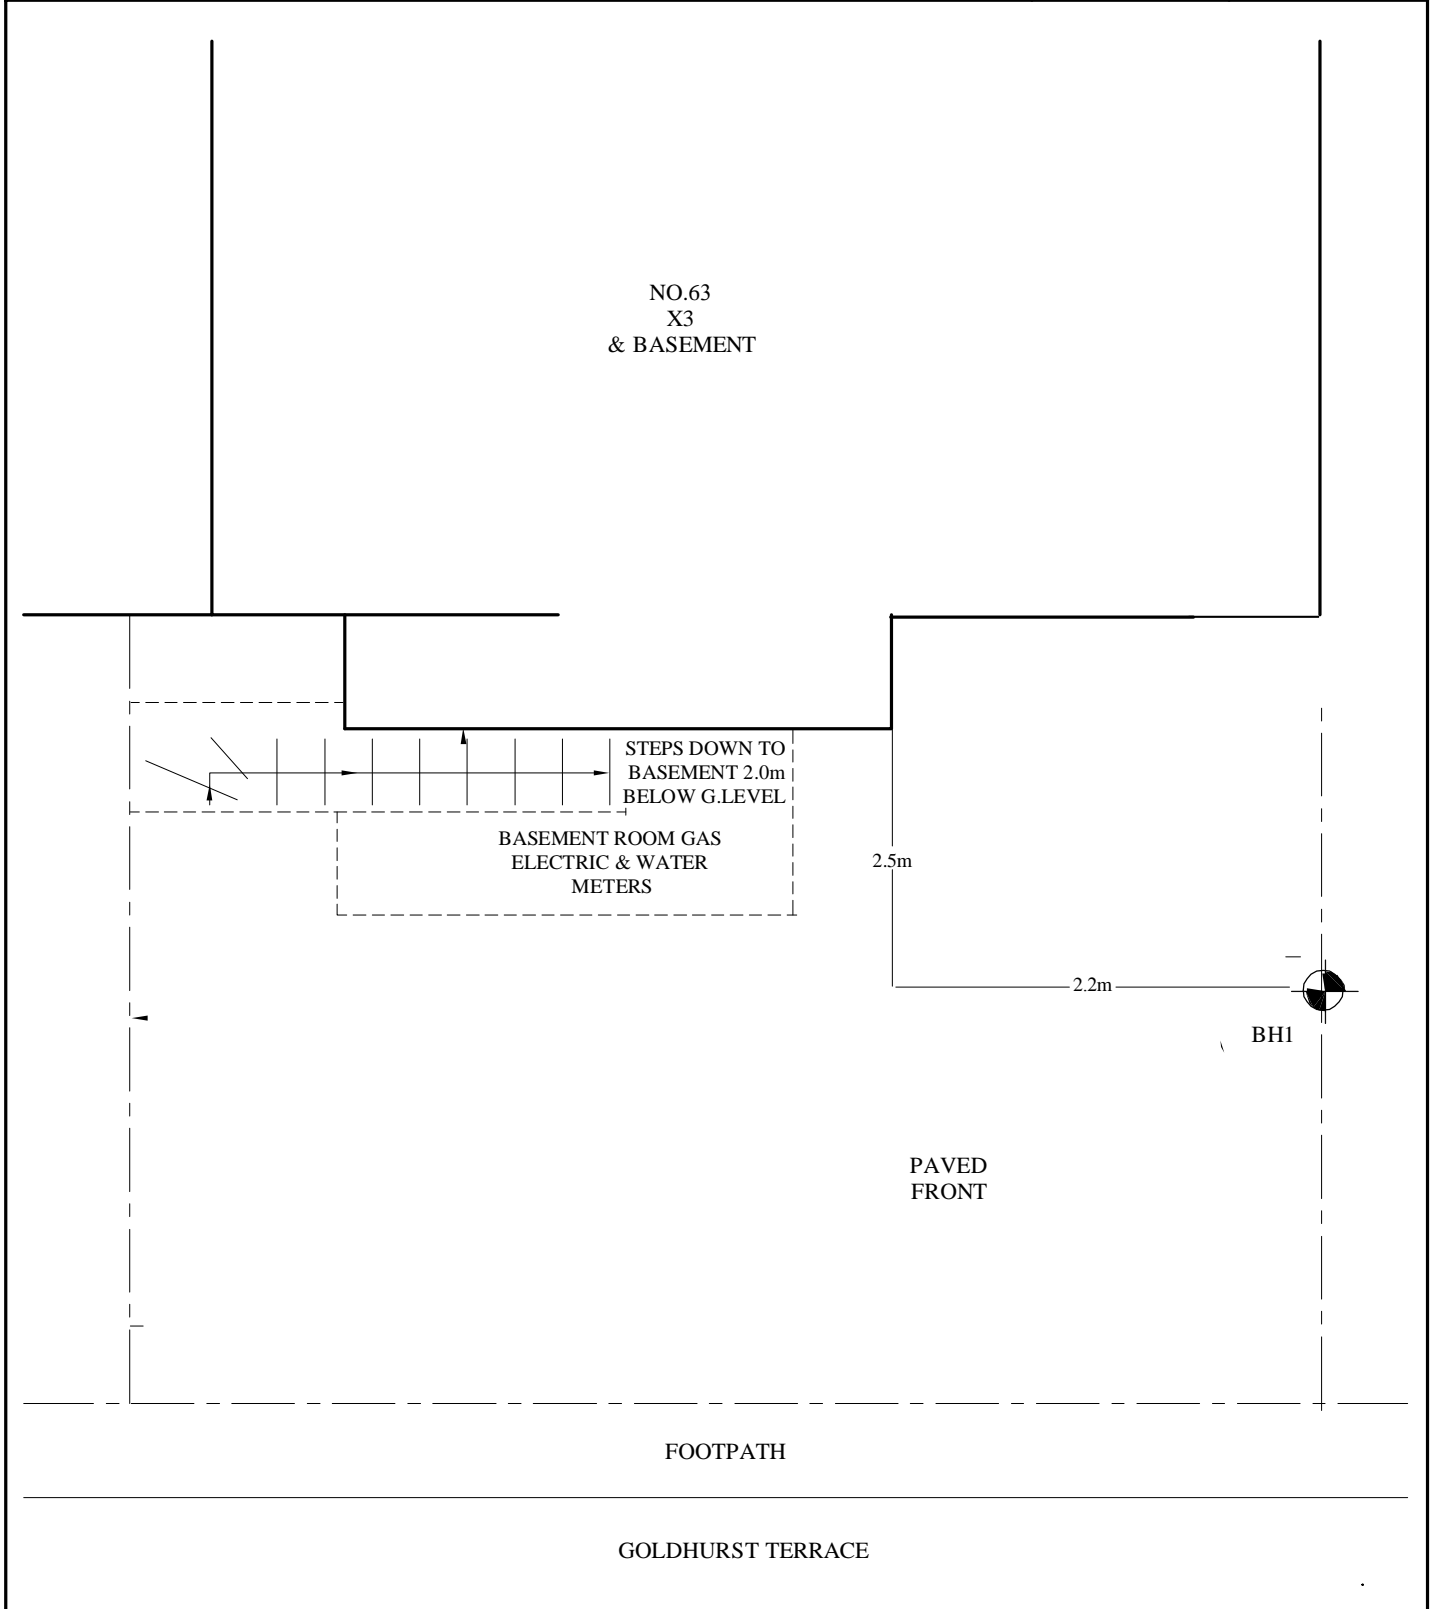 NO.63
X3
& BASEMENT
STEPS DOWN TO
BASEMENT 2.0m
BELOW G.LEVEL
BASEMENT ROOM GAS
ELECTRIC & WATER
METERS
2.5m
2.2m
BH1
PAVED
FRONT
FOOTPATH
GOLDHURST TERRACE